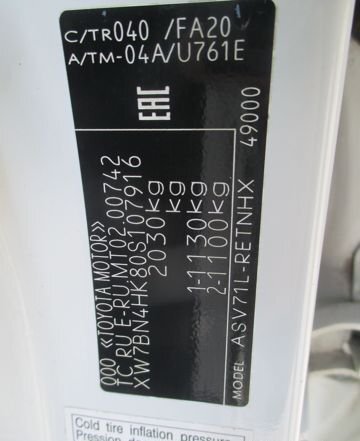 ООО «TOYOTA MOTOR»
TC RU E-RU.MT02.00742
XW7BN4HK80S107916
2030kg
kg
1-1130kg
2-1100kg
MODEL ASV71L-RETNHX 49000
EAC
C/TR040 /FA20
A/TM-04A/U761E
Cold tire inflation pressure